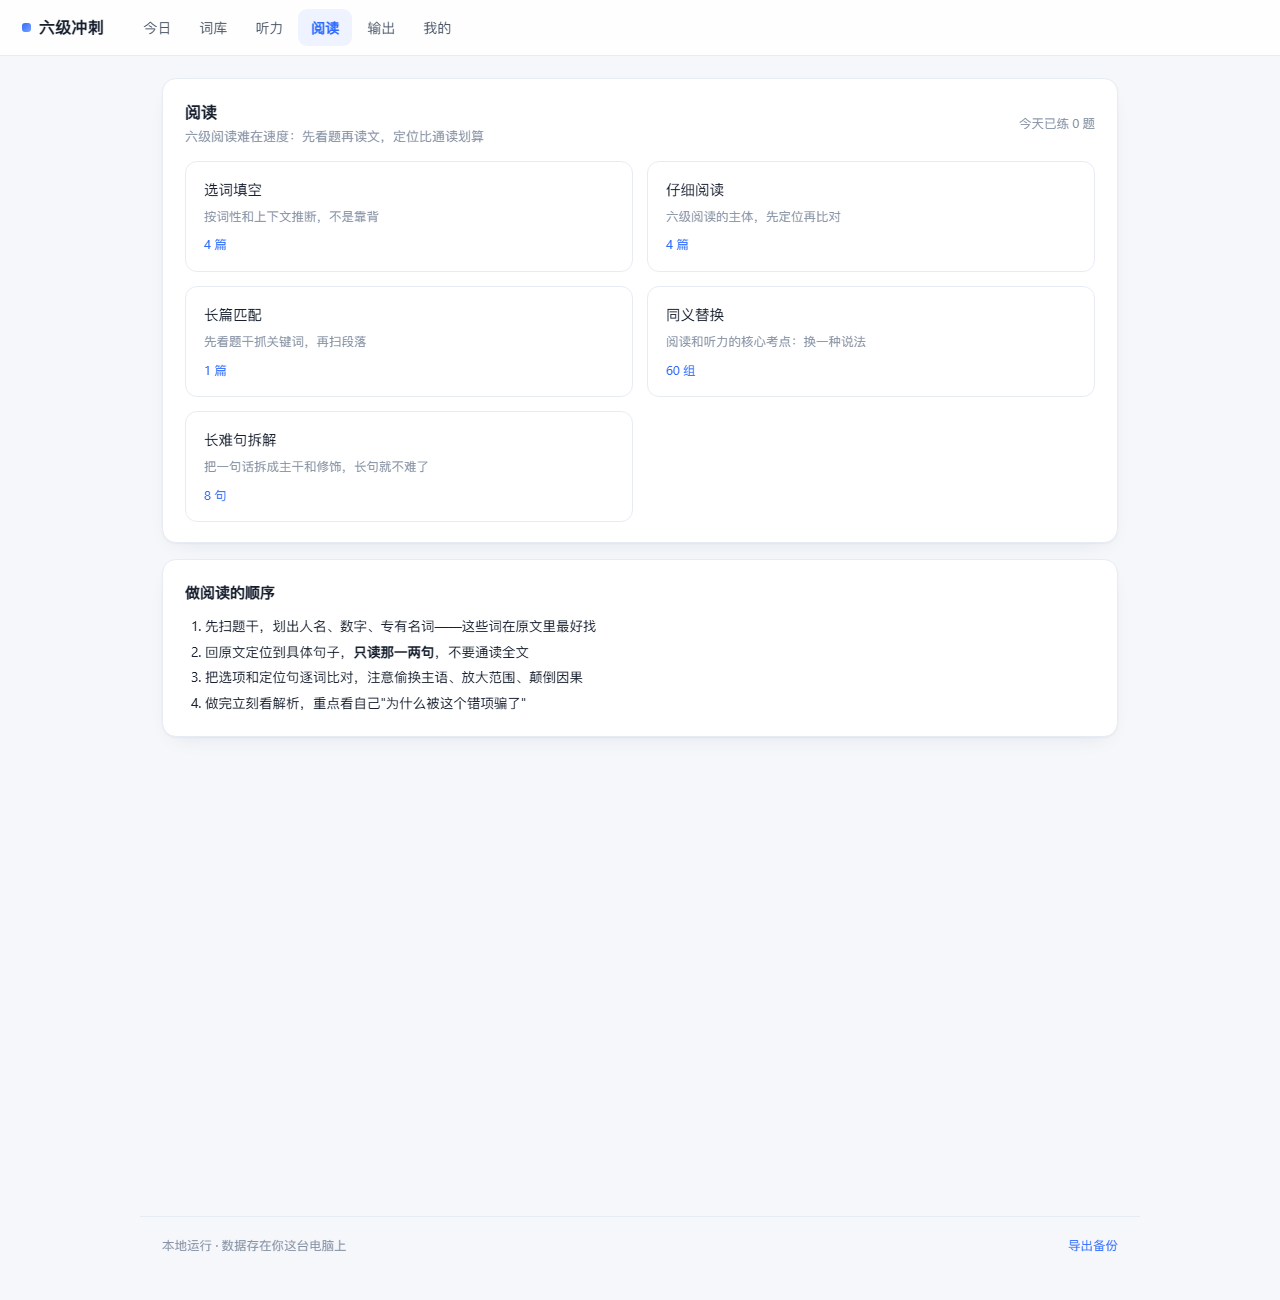 六级冲刺
今日 词库 听力 阅读 输出 我的
阅读
六级阅读难在速度：先看题再读文，定位比通读划算
今天已练 0 题
选词填空
按词性和上下文推断，不是靠背
4 篇
仔细阅读
六级阅读的主体，先定位再比对
4 篇
长篇匹配
先看题干抓关键词，再扫段落
1 篇
同义替换
阅读和听力的核心考点：换一种说法
60 组
长难句拆解
把一句话拆成主干和修饰，长句就不难了
8 句
做阅读的顺序
1. 先扫题干，划出人名、数字、专有名词——这些词在原文里最好找
2. 回原文定位到具体句子，只读那一两句，不要通读全文
3. 把选项和定位句逐词比对，注意偷换主语、放大范围、颠倒因果
4. 做完立刻看解析，重点看自己"为什么被这个错项骗了"
本地运行 · 数据存在你这台电脑上
导出备份